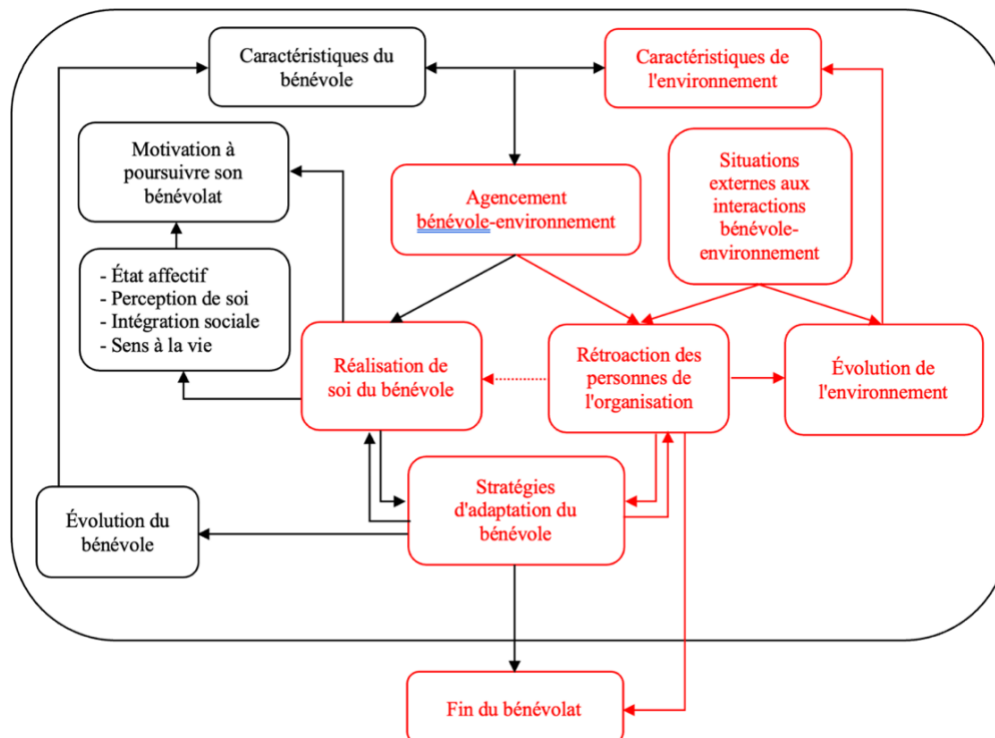 Caractéristiques du
bénévole
Caractéristiques de
l'environnement
Motivation à
poursuivre son
bénévolat
Agencement
bénévole-environnement
Situations
externes aux
interactions
bénévole-
environnement
- État affectif
- Perception de soi
- Intégration sociale
- Sens à la vie
Réalisation de
soi du bénévole
Rétroaction des
personnes de
l'organisation
Évolution de
l'environnement
Stratégies
d'adaptation du
bénévole
Évolution du
bénévole
Fin du bénévolat